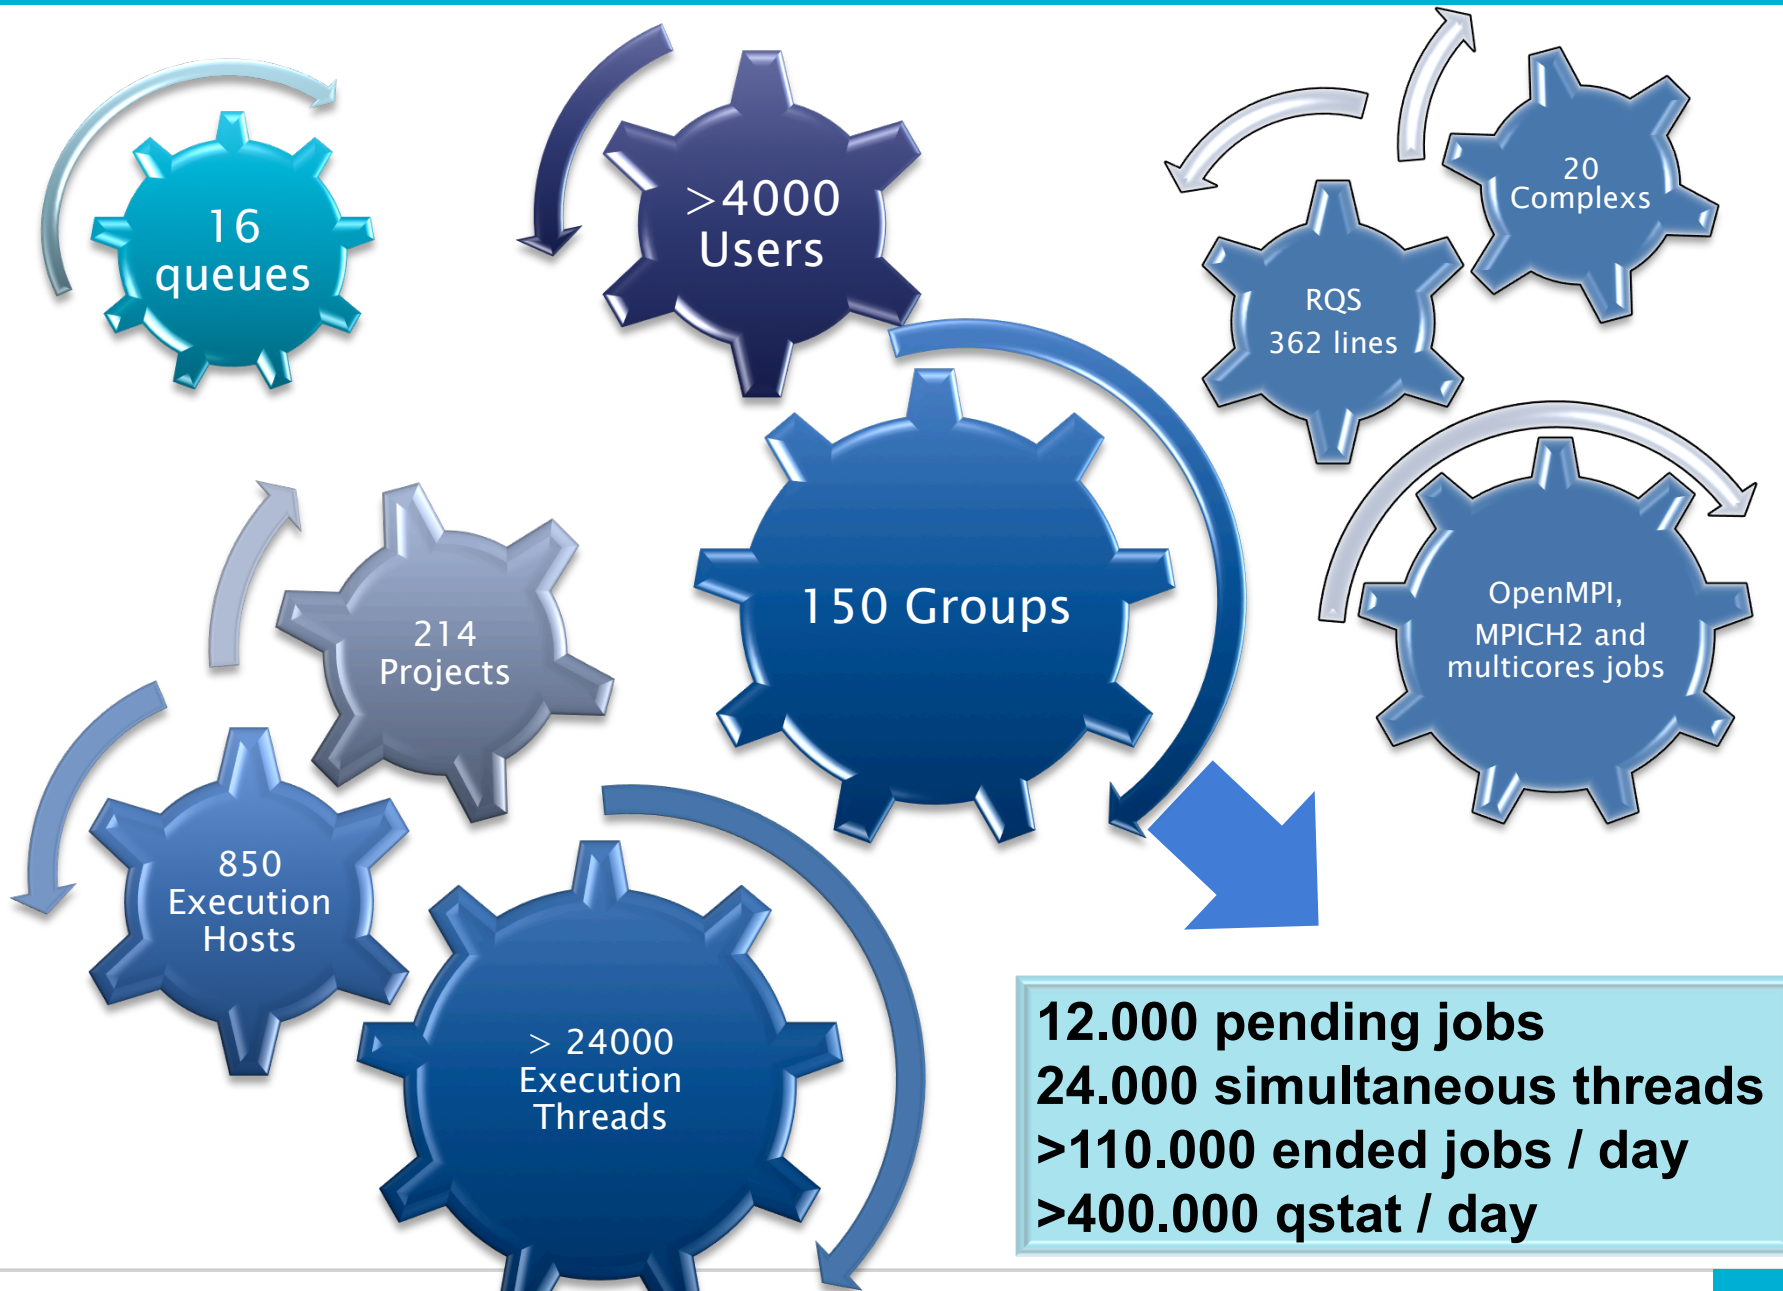 16
queues
>4000
Users
20
Complexs
RQS
362 lines
150 Groups
OpenMPI,
MPICH2 and
multicores jobs
214
Projects
850
Execution
Hosts
> 24000
Execution
Threads
12.000 pending jobs
24.000 simultaneous threads
>110.000 ended jobs / day
>400.000 qstat / day